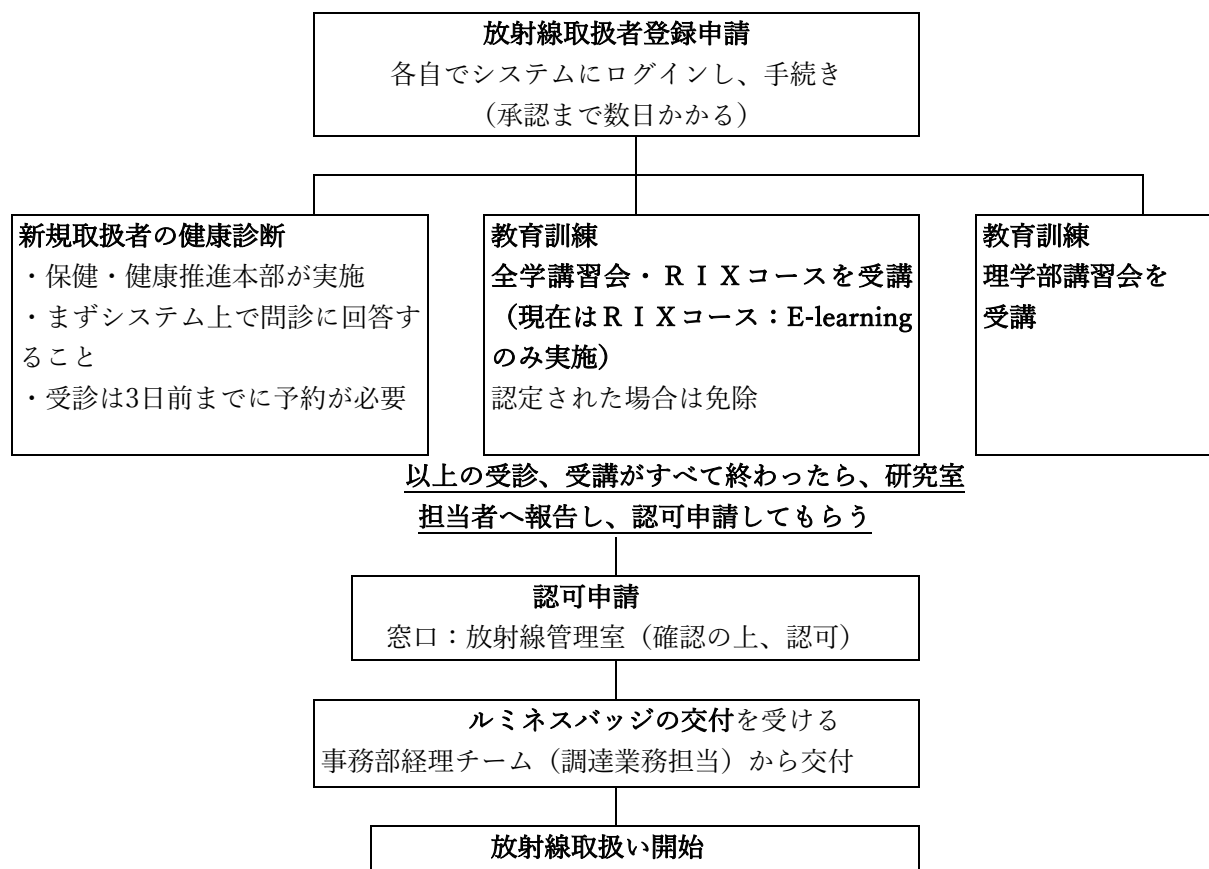 放射線取扱者登録申請
各自でシステムにログインし、手続き
（承認まで数日かかる）
新規取扱者の健康診断
・保健・健康推進本部が実施
・まずシステム上で問診に回答す
ること
・受診は3日前までに予約が必要
教育訓練
全学講習会・ＲＩＸコースを受講
（現在はＲＩＸコース：E-learning
のみ実施）
認定された場合は免除
教育訓練
理学部講習会を
受講
以上の受診、受講がすべて終わったら、研究室
担当者へ報告し、認可申請してもらう
認可申請
窓口：放射線管理室（確認の上、認可）
ルミネスバッジの交付を受ける
事務部経理チーム（調達業務担当）から交付
放射線取扱い開始